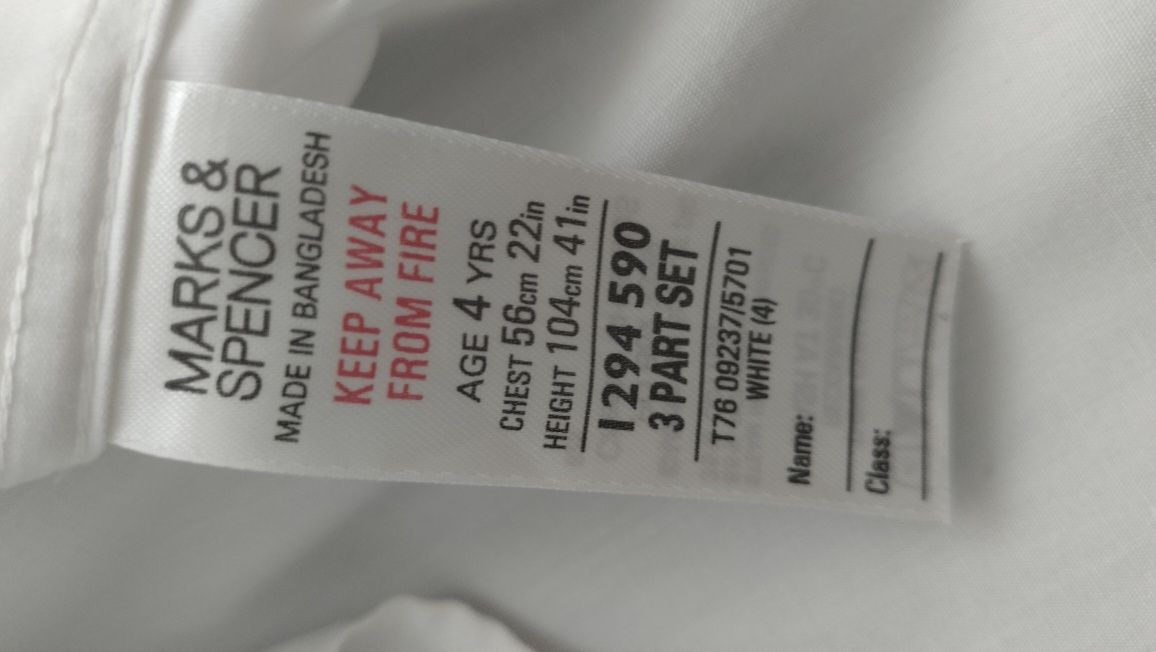 MARKS &
SPENCER
MADE IN BANGLADESH
KEEP AWAY
FROM FIRE
AGE 4 YRS
CHEST 56cm 22in
HEIGHT 104cm 41in
1294 590
3 PART SET
T76 09237/5701
WHITE (4)
Name:
Class: